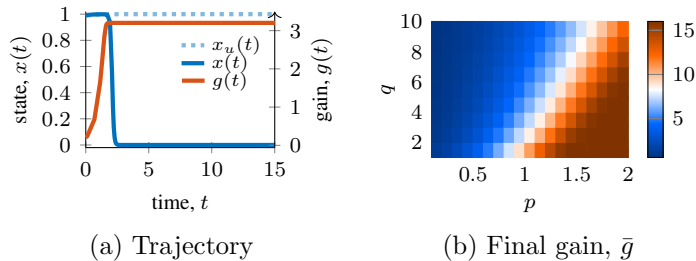 1
0.8
0.6
0.4
0.2
0
state, x(t)
0
5
10
15
time, t
3
2
1
0
gain, g(t)
x_u(t)
x(t)
g(t)
(a) Trajectory
10
8
6
4
2
q
0.5
1
1.5
2
p
15
10
5
(b) Final gain, ḡ